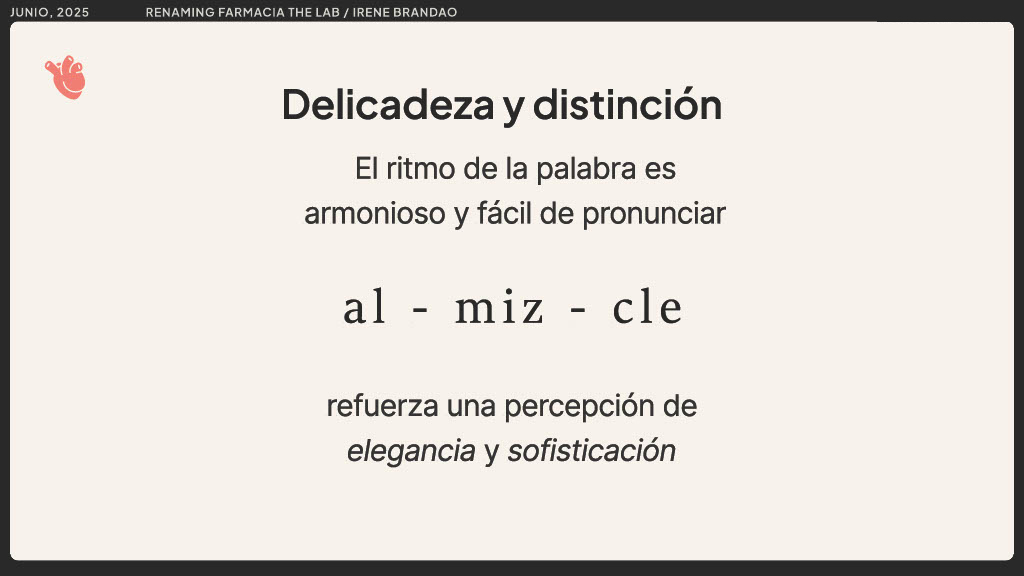 JUNIO, 2025 RENAMING FARMACIA THE LAB / IRENE BRANDAO
Delicadeza y distinción
El ritmo de la palabra es
armonioso y fácil de pronunciar
al - miz - cle
refuerza una percepción de
elegancia y sofisticación